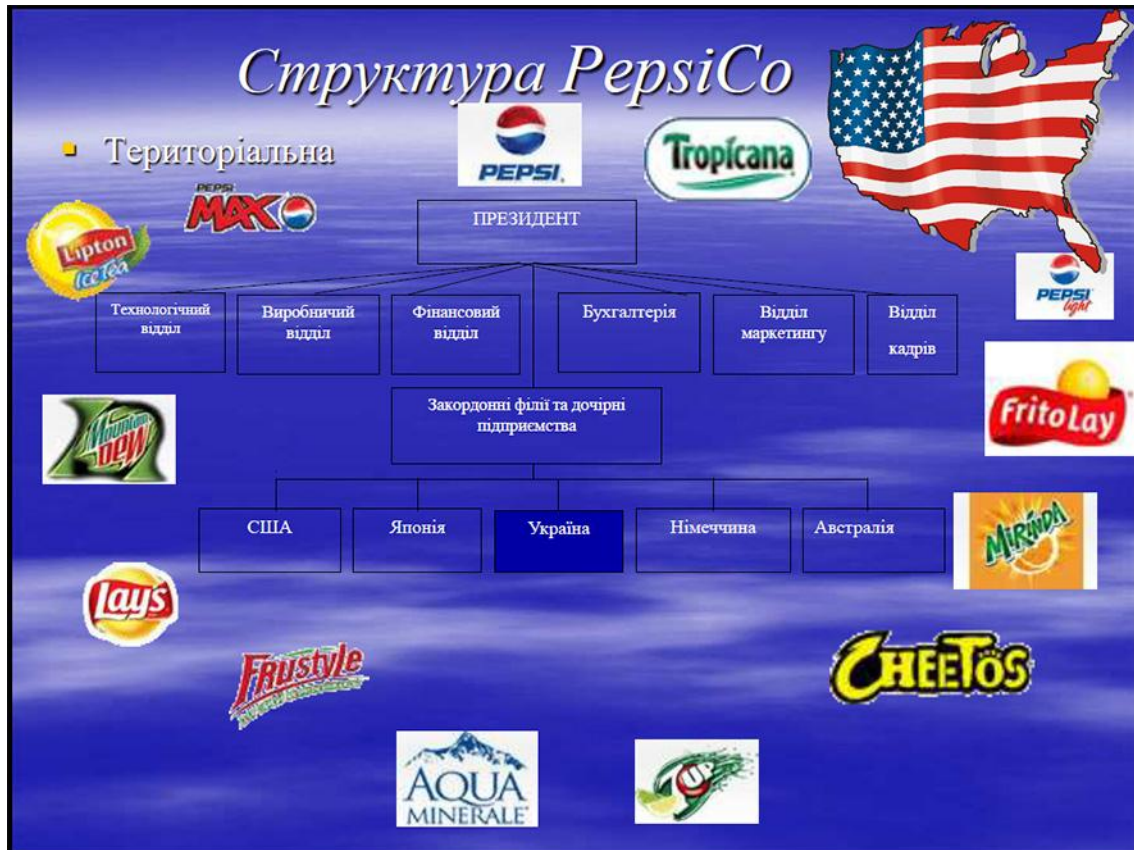 Структура PepsiCo
Територіальна
PEPSI.
Tropicana
PEPSI
MAX
Lipton
Ice Tea
ПРЕЗИДЕНТ
PEPSI
light
Технологічний
відділ
Виробничий
відділ
Фінансовий
відділ
Бухгалтерія
Відділ
маркетингу
Відділ
кадрів
Закордонні філії та дочірні
підприємства
Mountain
DEW
FritoLay
США
Японія
Україна
Німеччина
Австралія
MIRINDA
Lay's
FRUSTYLE
CHEETOS
AQUA
MINERALE
7UP